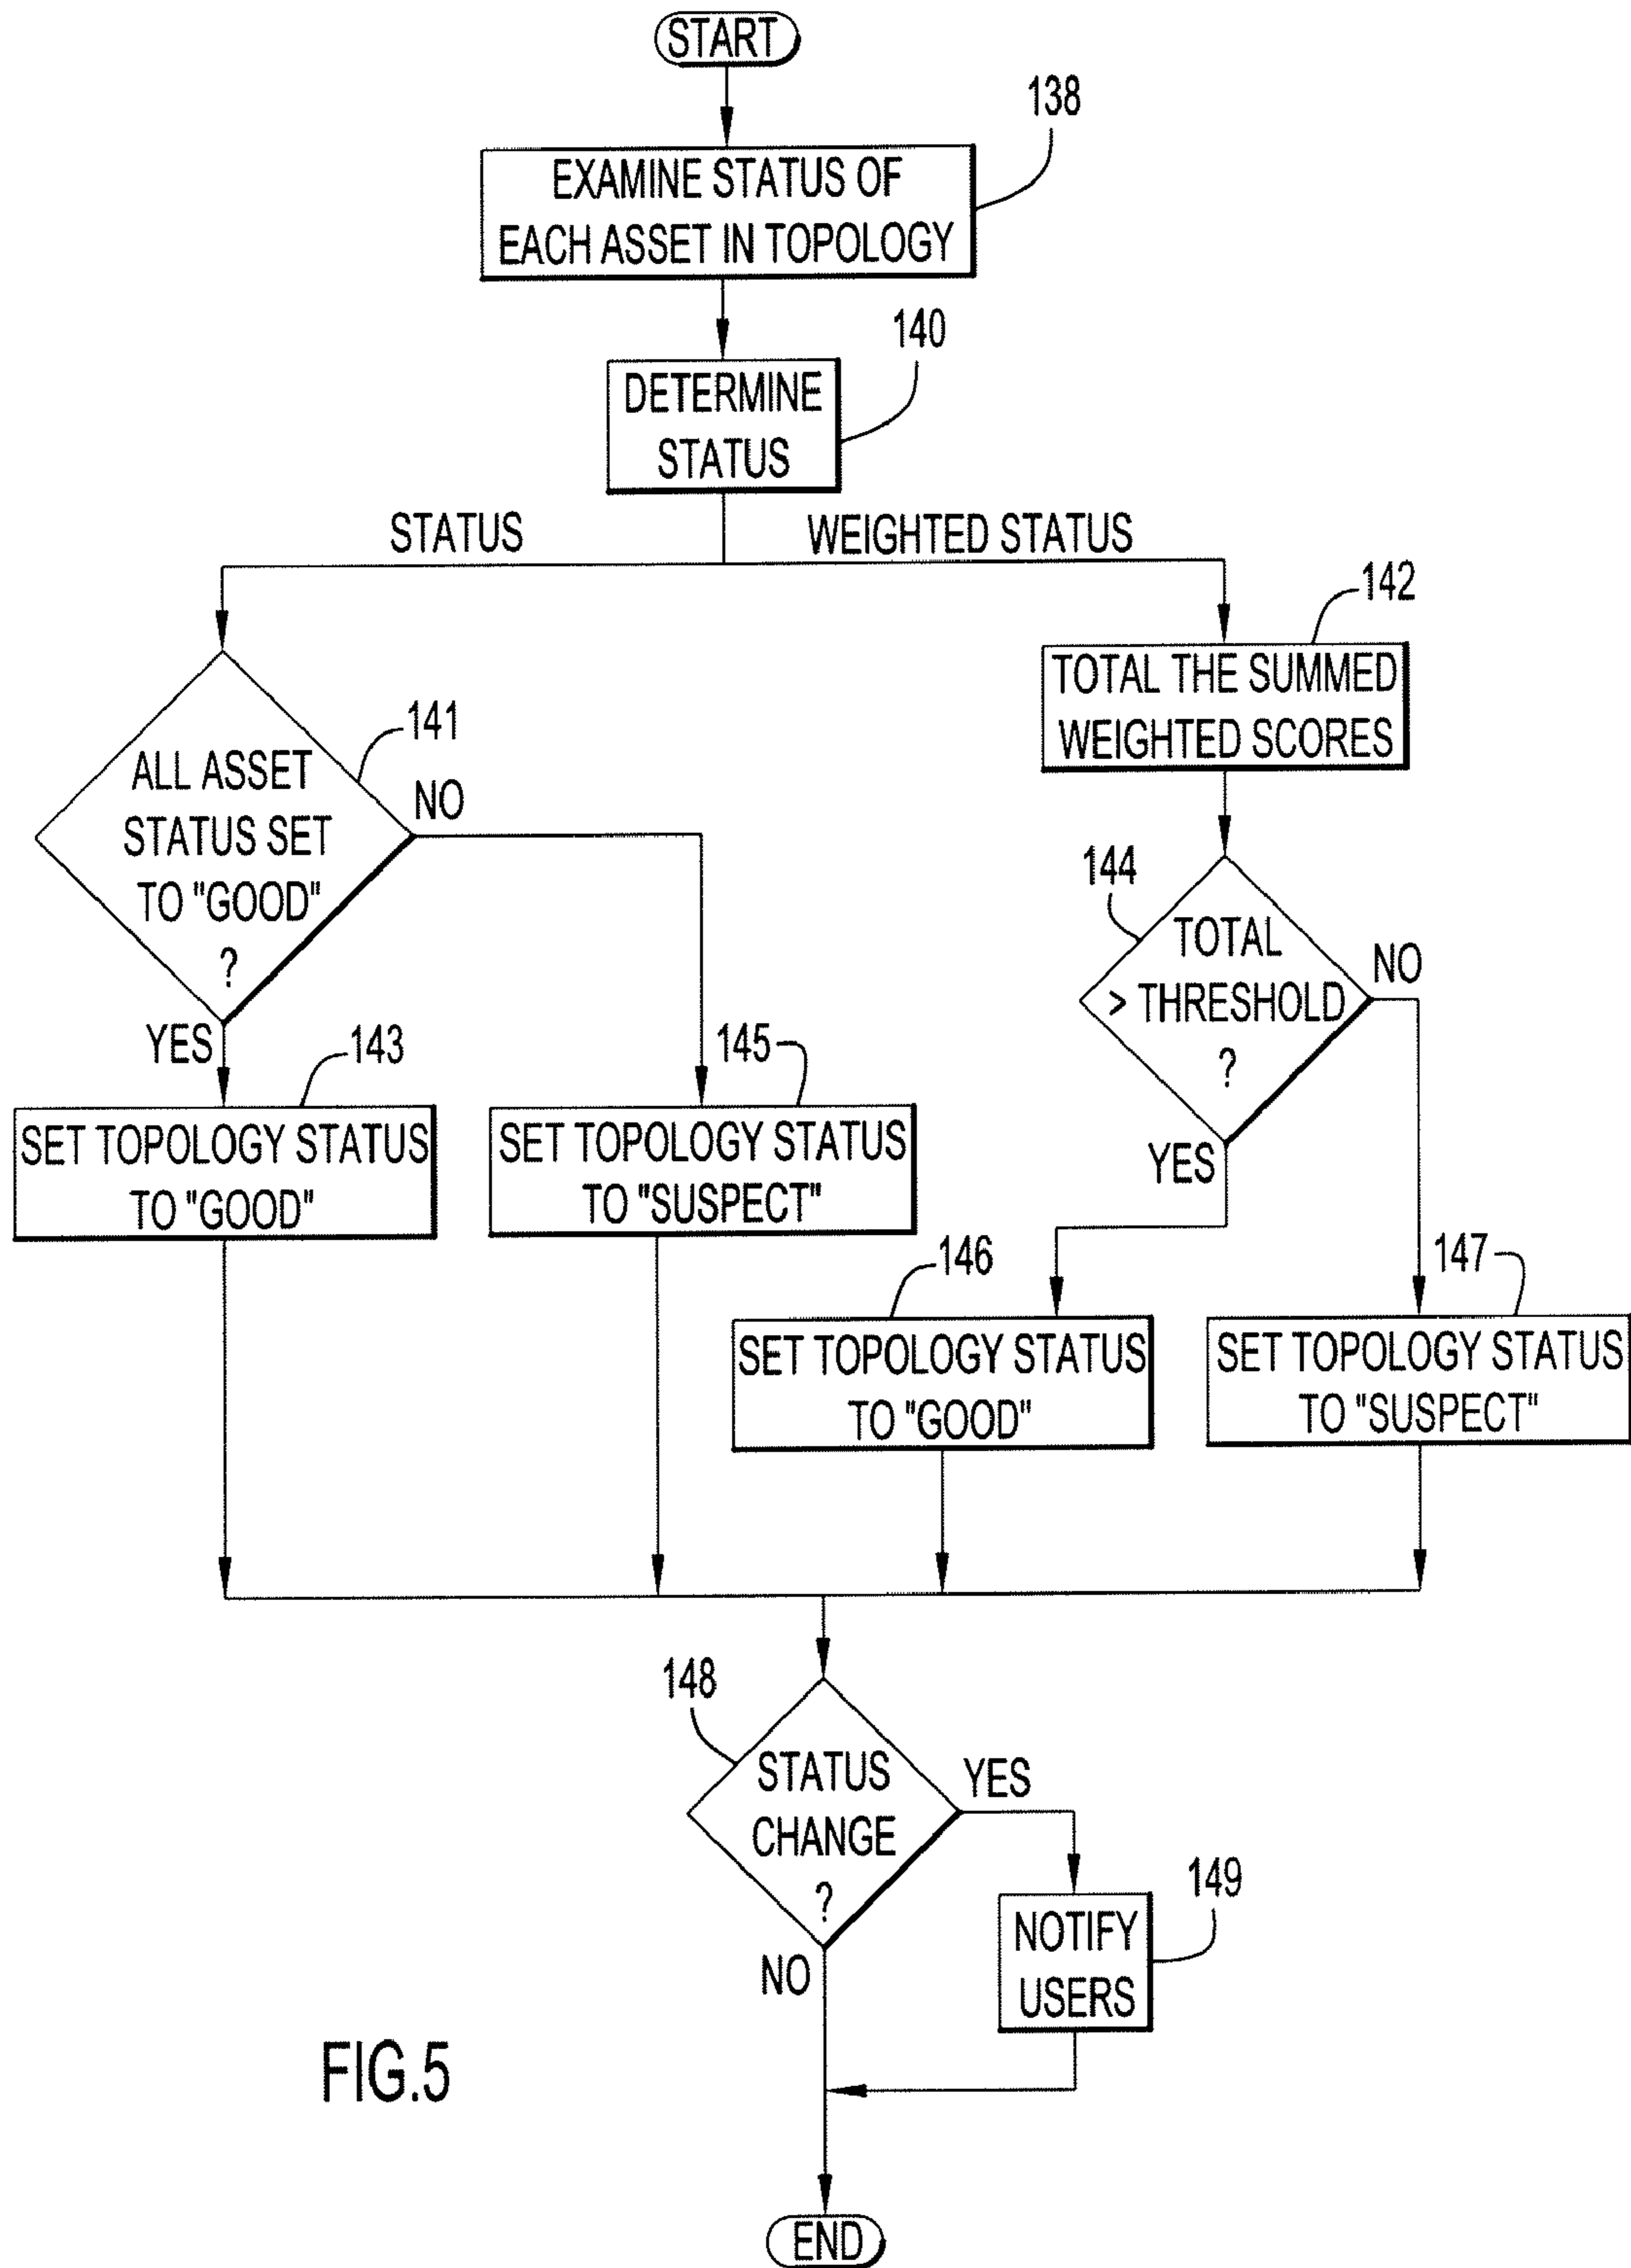 START
138
EXAMINE STATUS OF
EACH ASSET IN TOPOLOGY
140
DETERMINE
STATUS
STATUS
WEIGHTED STATUS
142
TOTAL THE SUMMED
WEIGHTED SCORES
141
ALL ASSET
STATUS SET
TO "GOOD"
?
NO
YES
144
TOTAL
> THRESHOLD
?
NO
YES
143
SET TOPOLOGY STATUS
TO "GOOD"
145
SET TOPOLOGY STATUS
TO "SUSPECT"
146
SET TOPOLOGY STATUS
TO "GOOD"
147
SET TOPOLOGY STATUS
TO "SUSPECT"
148
STATUS
CHANGE
?
YES
NO
149
NOTIFY
USERS
FIG.5
END